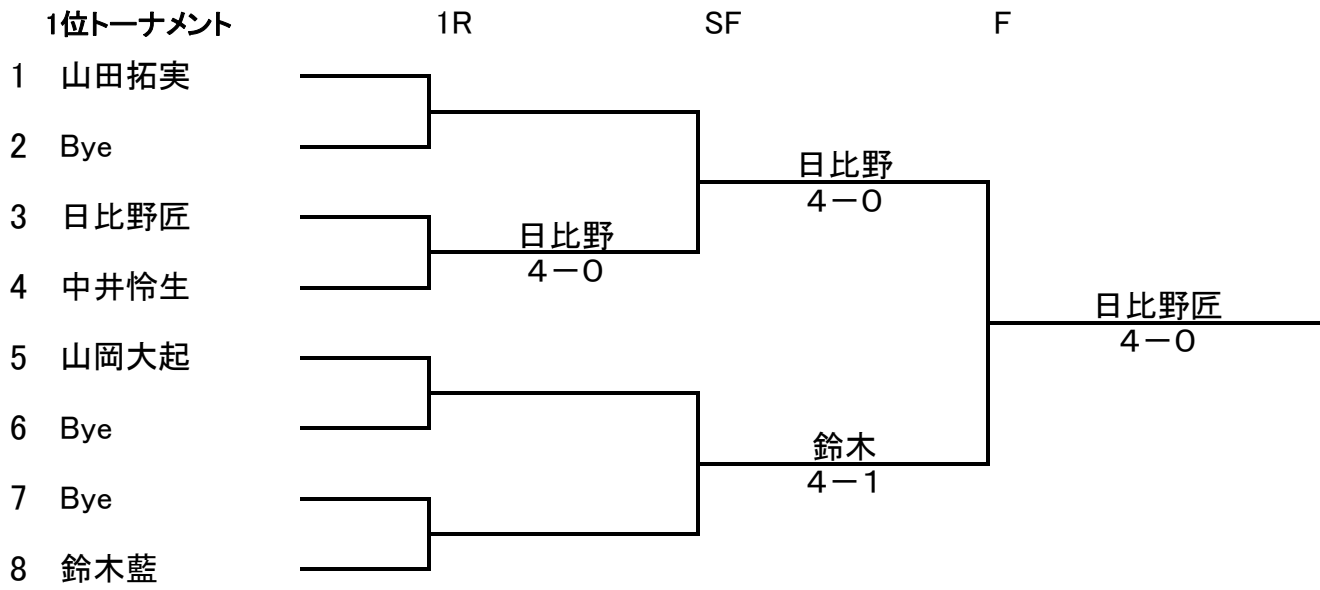 1位トーナメント 1R SF F
1 山田拓実
2 Bye
日比野
4－0
3 日比野匠
日比野
4－0
4 中井怜生
日比野匠
4－0
5 山岡大起
6 Bye
鈴木
4－1
7 Bye
8 鈴木藍